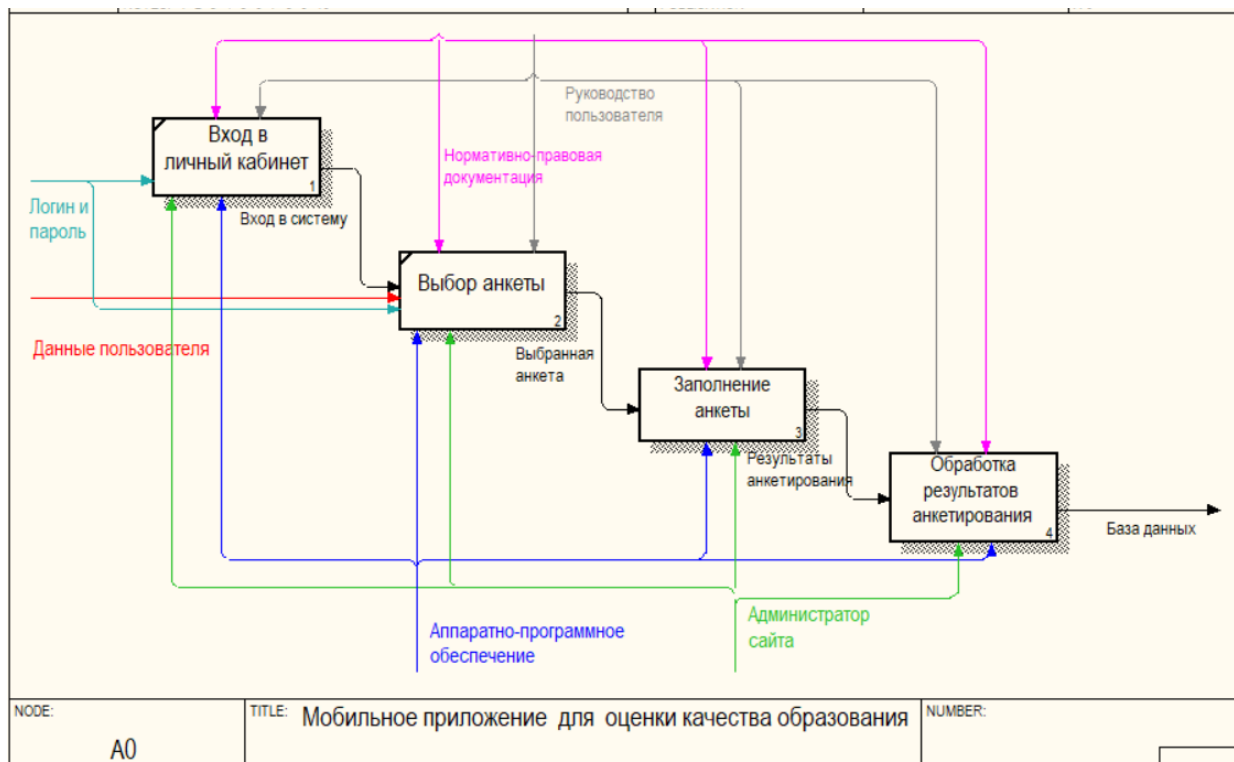 Руководство
пользователя
Вход в
личный кабинет
1
Нормативно-правовая
документация
Логин и
пароль
Вход в систему
Выбор анкеты
2
Данные пользователя
Выбранная
анкета
Заполнение
анкеты
3
Результаты
анкетирования
Обработка
результатов
анкетирования
4
База данных
Администратор
сайта
Аппаратно-программное
обеспечение
NODE:
A0
TITLE: Мобильное приложение для оценки качества образования
NUMBER: